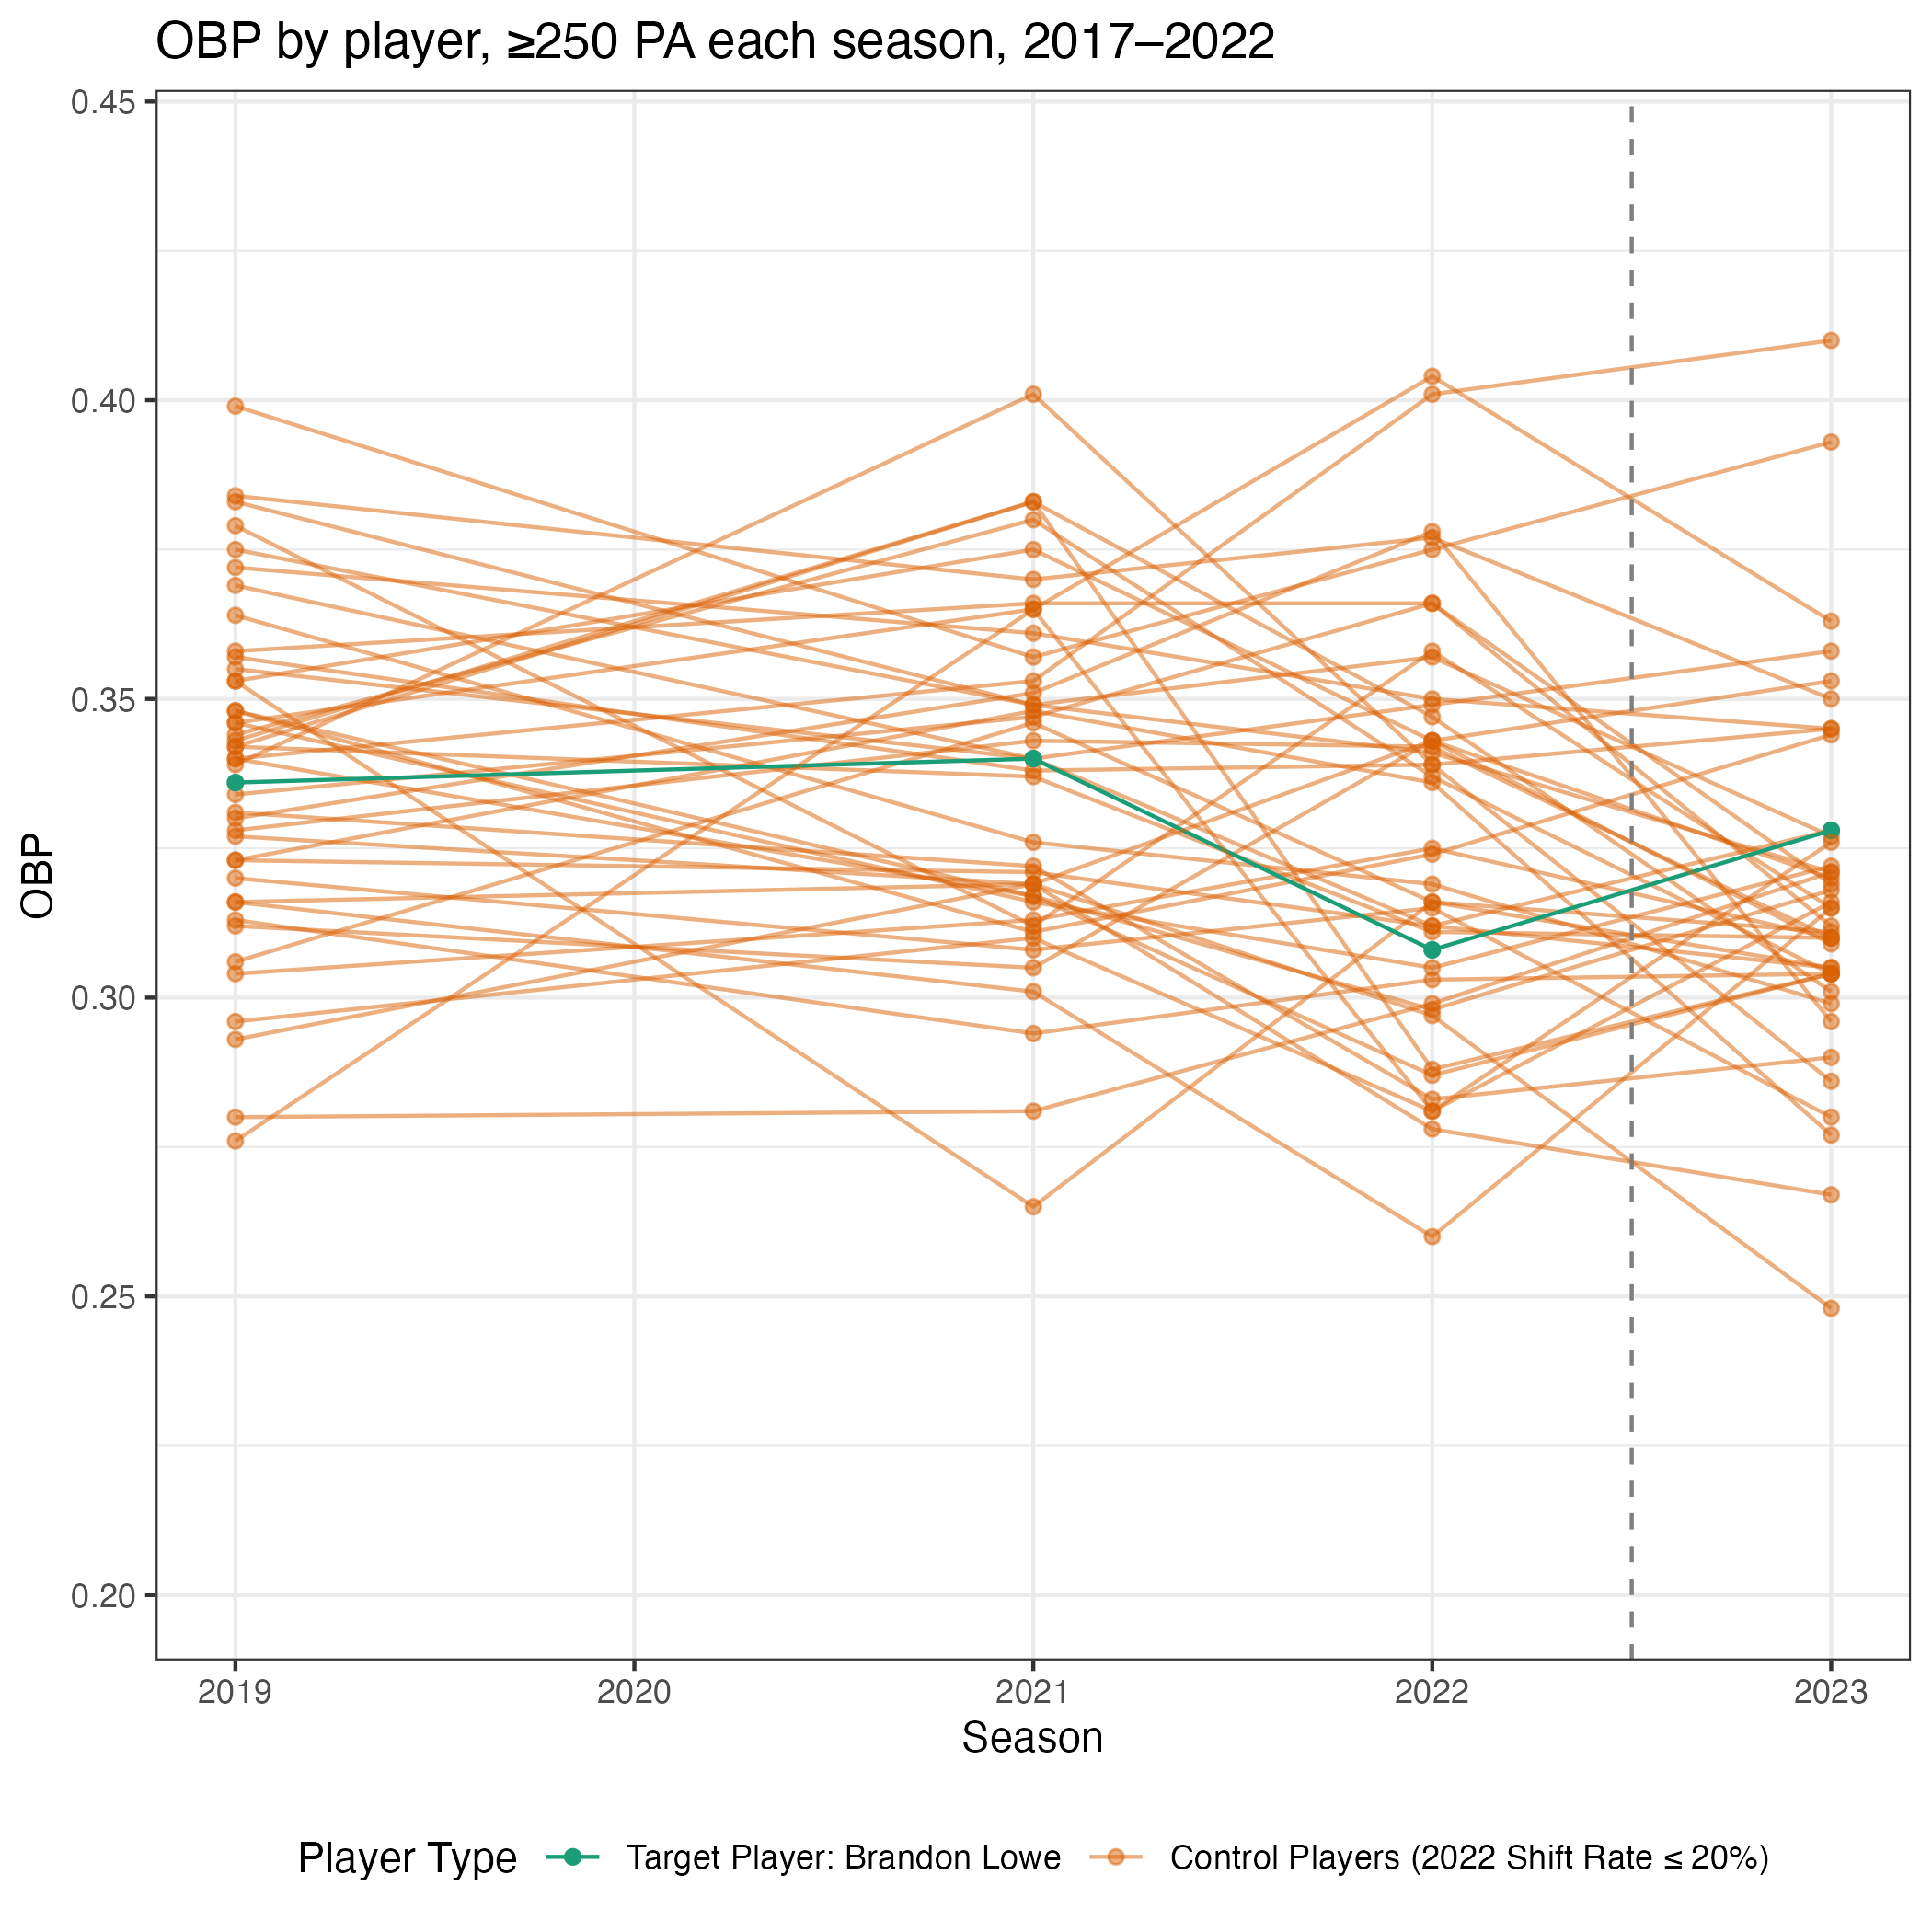 OBP by player, ≥250 PA each season, 2017–2022
0.45
0.40
0.35
0.30
0.25
0.20
OBP
2019 2020 2021 2022 2023
Season
Player Type Target Player: Brandon Lowe Control Players (2022 Shift Rate ≤ 20%)